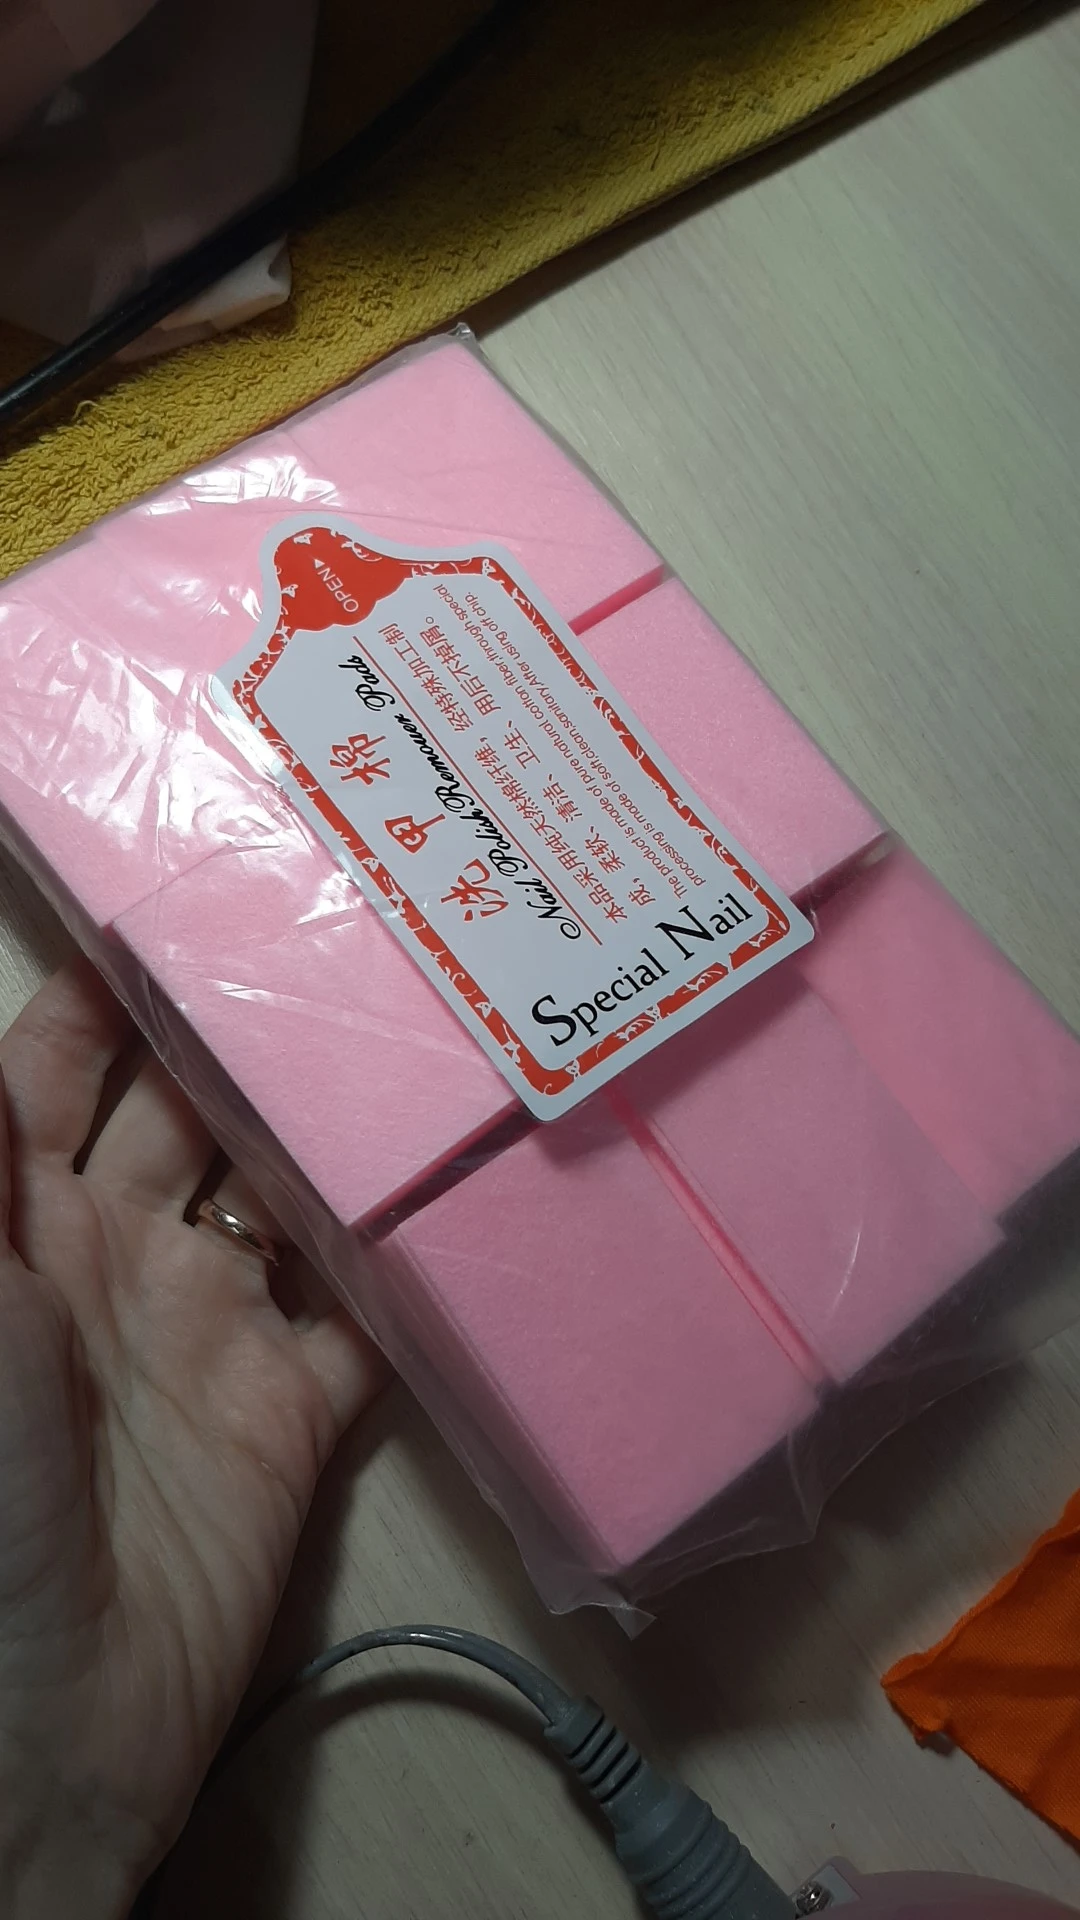 OPEN
洗甲棉
Nail Polish Remover Pads
本品采用纯天然棉纤维，经特殊加工制
成，柔软、清洁、卫生、用后不掉屑。
The product is made of pure natural cotton fiber,through special
processing is made of soft,clean,sanitary.After using off chip.
Special Nail